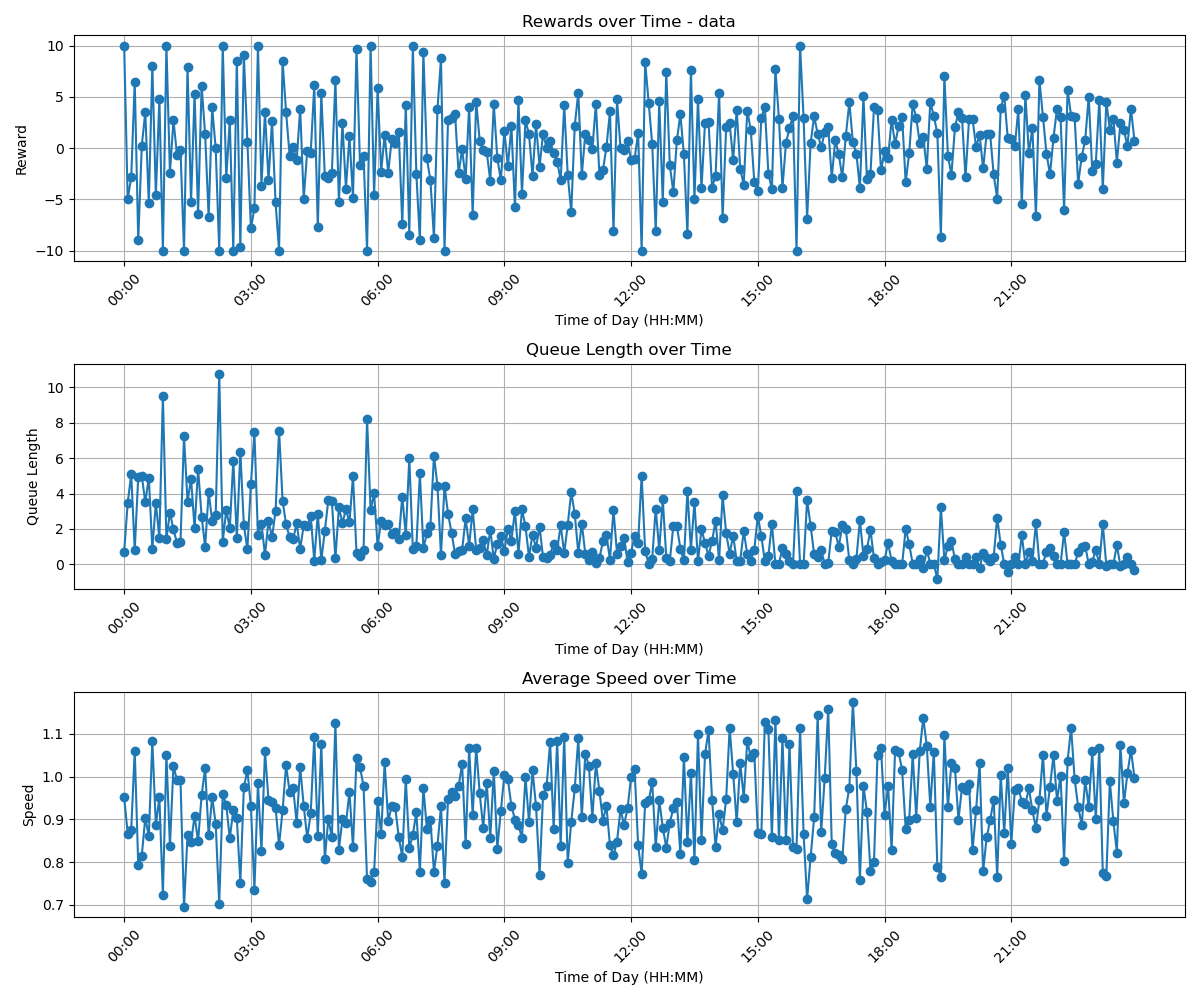 Rewards over Time - data
10
5
0
−5
−10
Reward
00:00 03:00 06:00 09:00 12:00 15:00 18:00 21:00
Time of Day (HH:MM)
Queue Length over Time
10
8
6
4
2
0
Queue Length
00:00 03:00 06:00 09:00 12:00 15:00 18:00 21:00
Time of Day (HH:MM)
Average Speed over Time
1.1
1.0
0.9
0.8
0.7
Speed
00:00 03:00 06:00 09:00 12:00 15:00 18:00 21:00
Time of Day (HH:MM)